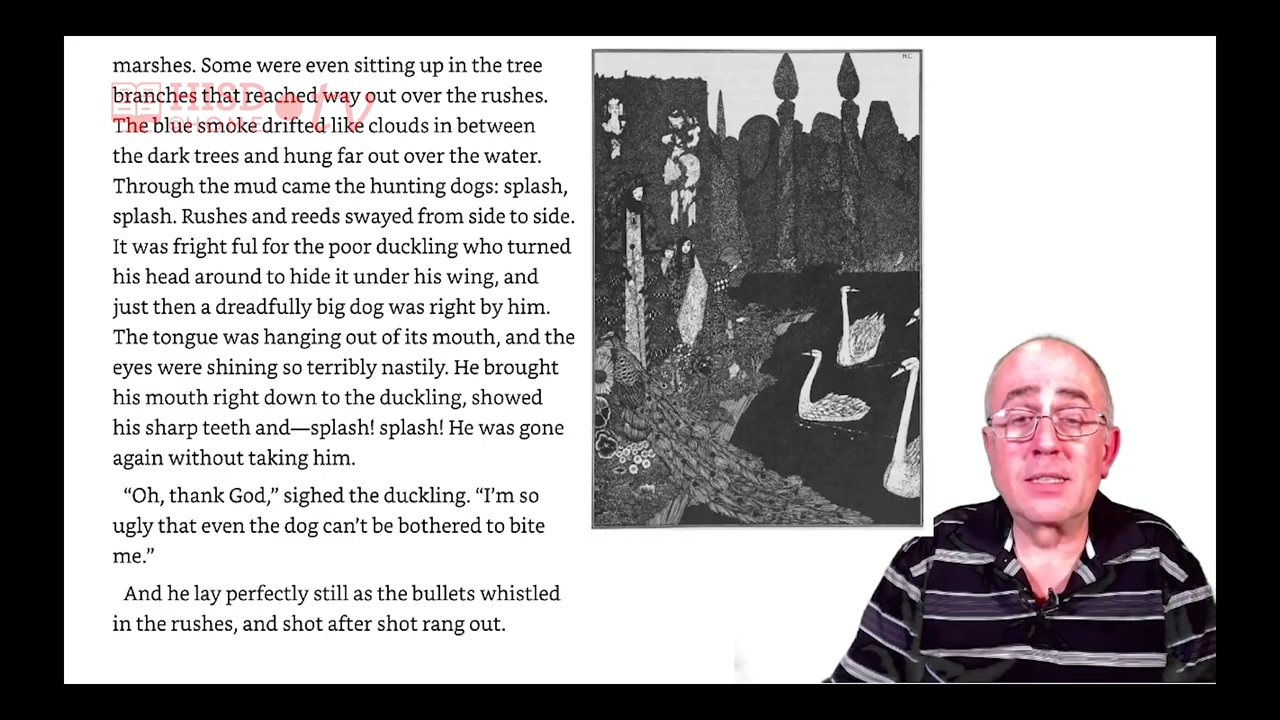 marshes. Some were even sitting up in the tree
branches that reached way out over the rushes.
The blue smoke drifted like clouds in between
the dark trees and hung far out over the water.
Through the mud came the hunting dogs: splash,
splash. Rushes and reeds swayed from side to side.
It was fright ful for the poor duckling who turned
his head around to hide it under his wing, and
just then a dreadfully big dog was right by him.
The tongue was hanging out of its mouth, and the
eyes were shining so terribly nastily. He brought
his mouth right down to the duckling, showed
his sharp teeth and—splash! splash! He was gone
again without taking him.
“Oh, thank God,” sighed the duckling. “I’m so
ugly that even the dog can’t be bothered to bite
me.”
And he lay perfectly still as the bullets whistled
in the rushes, and shot after shot rang out.
HISD
@HOME
tv
H.C.